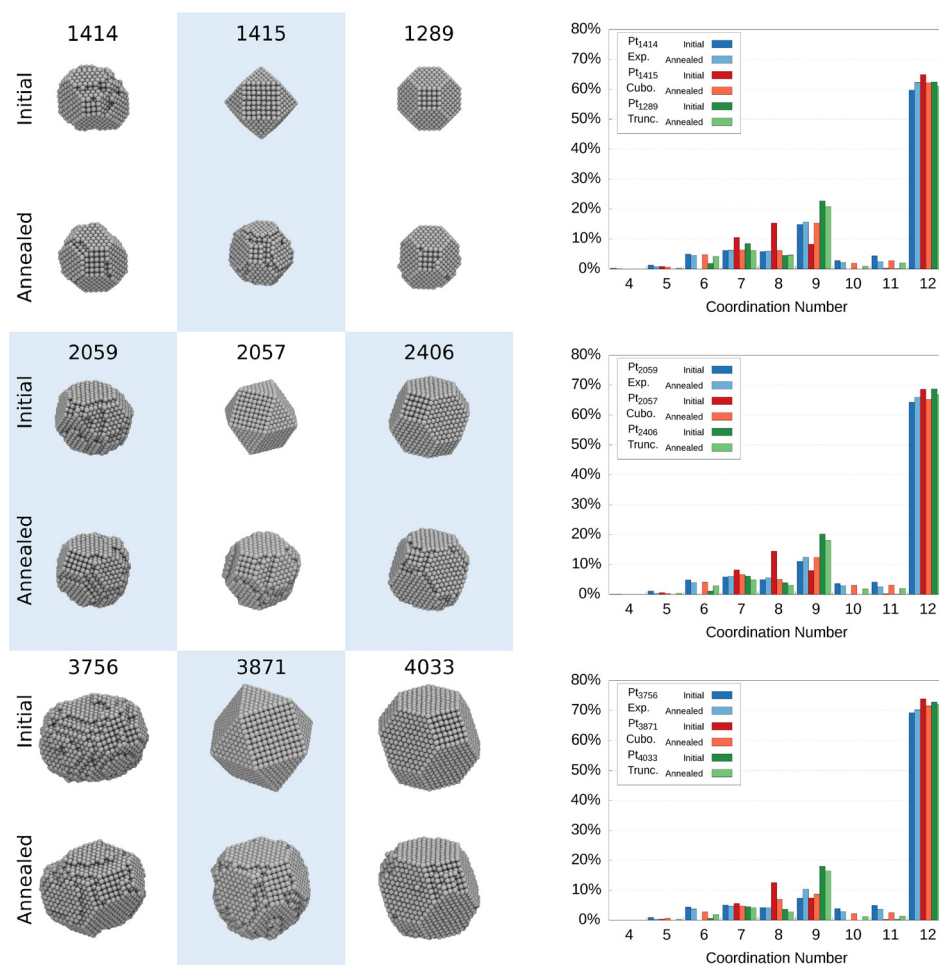 1414 1415 1289
Initial
Annealed
2059 2057 2406
Initial
Annealed
3756 3871 4033
Initial
Annealed
80%
70%
60%
50%
40%
30%
20%
10%
0%
Pt1414 Initial
Exp. Annealed
Pt1415 Initial
Cubo. Annealed
Pt1289 Initial
Trunc. Annealed
4 5 6 7 8 9 10 11 12
Coordination Number
80%
70%
60%
50%
40%
30%
20%
10%
0%
Pt2059 Initial
Exp. Annealed
Pt2057 Initial
Cubo. Annealed
Pt2406 Initial
Trunc. Annealed
4 5 6 7 8 9 10 11 12
Coordination Number
80%
70%
60%
50%
40%
30%
20%
10%
0%
Pt3756 Initial
Exp. Annealed
Pt3871 Initial
Cubo. Annealed
Pt4033 Initial
Trunc. Annealed
4 5 6 7 8 9 10 11 12
Coordination Number